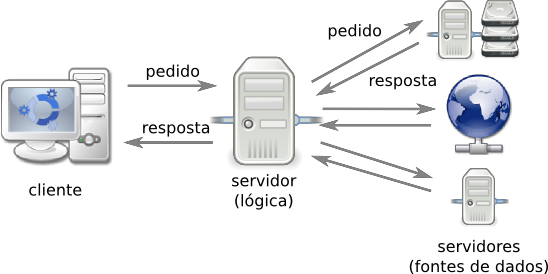 pedido
resposta
cliente
servidor
(lógica)
pedido
resposta
servidores
(fontes de dados)